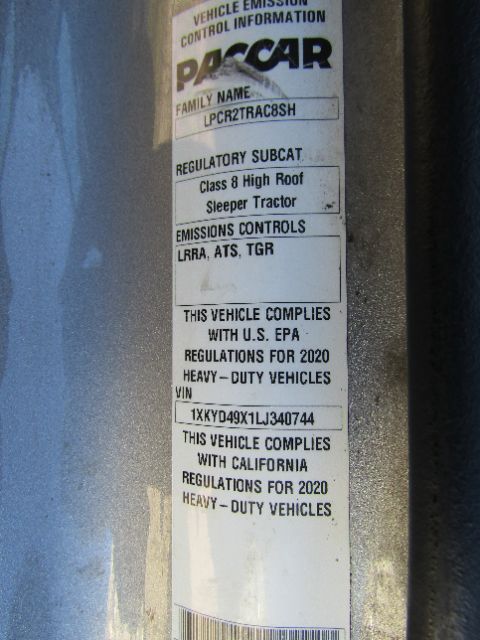 VEHICLE EMISSION
CONTROL INFORMATION
PACCAR
FAMILY NAME
LPCR2TRAC8SH
REGULATORY SUBCAT
Class 8 High Roof
Sleeper Tractor
EMISSIONS CONTROLS
LRRA, ATS, TGR
THIS VEHICLE COMPLIES
WITH U.S. EPA
REGULATIONS FOR 2020
HEAVY-DUTY VEHICLES
VIN
1XKYD49X1LJ340744
THIS VEHICLE COMPLIES
WITH CALIFORNIA
REGULATIONS FOR 2020
HEAVY-DUTY VEHICLES